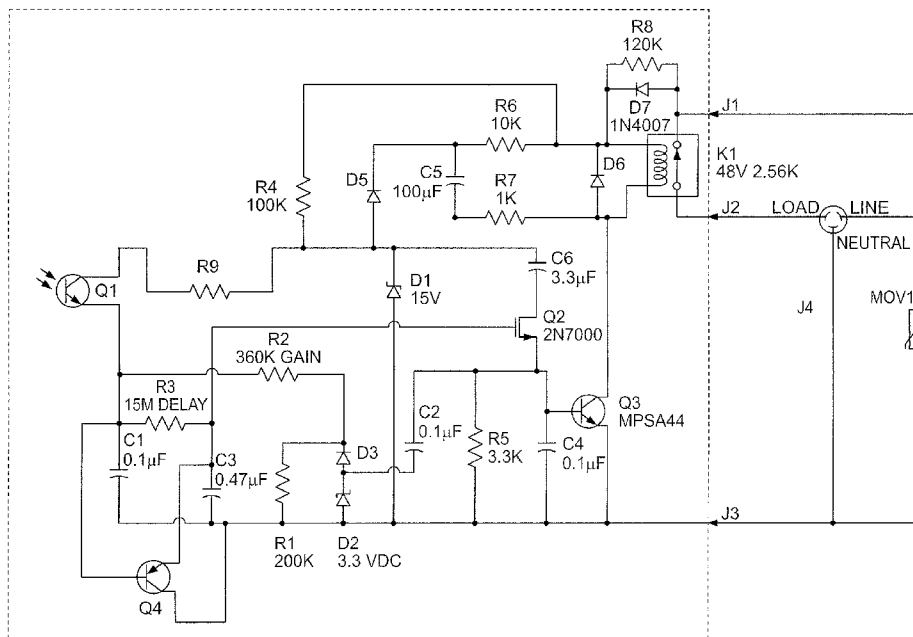 R8
120K
D7
1N4007
J1
R6
10K
K1
48V 2.56K
D5
C5
100µF
D6
R4
100K
R7
1K
J2
LOAD
LINE
NEUTRAL
Q1
R9
D1
15V
C6
3.3µF
MOV1
J4
Q2
2N7000
R2
360K GAIN
R3
15M DELAY
C2
0.1µF
Q3
MPSA44
C1
0.1µF
C3
0.47µF
D3
R5
3.3K
C4
0.1µF
J3
R1
200K
D2
3.3 VDC
Q4